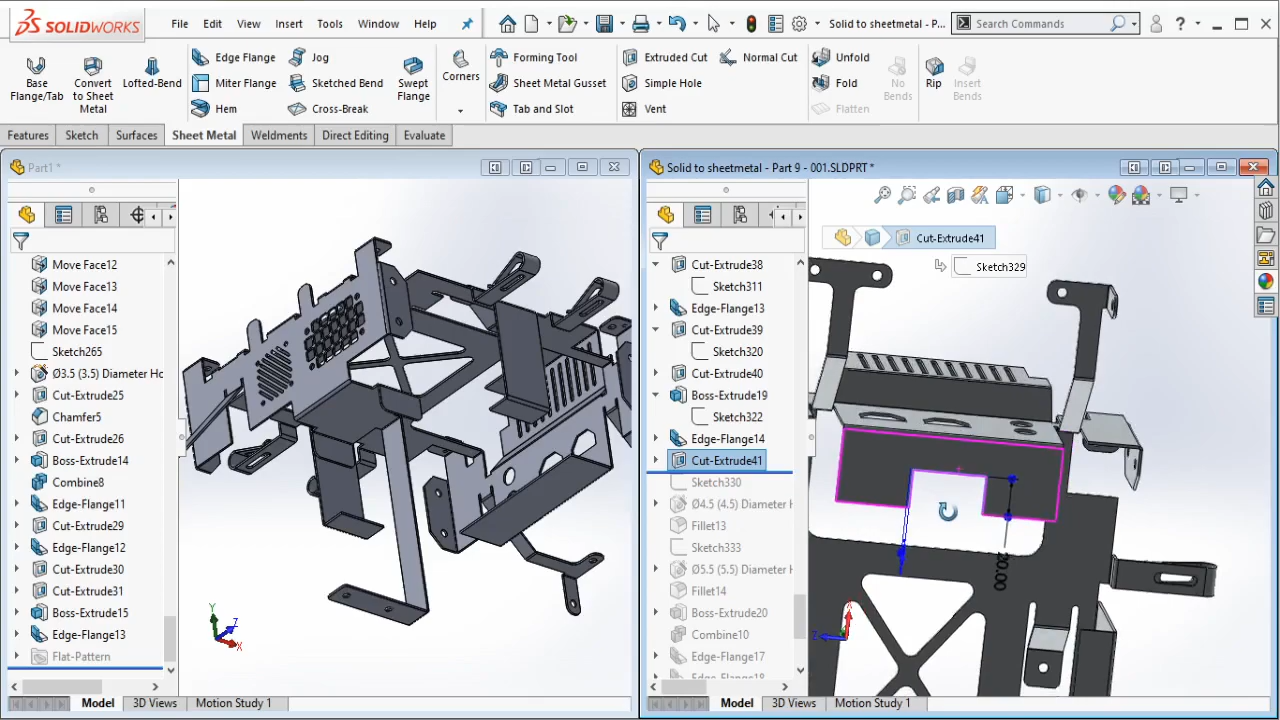 SOLIDWORKS
File Edit View Insert Tools Window Help
Solid to sheetmetal - P...
Search Commands
Base Flange/Tab
Convert to Sheet Metal
Lofted-Bend
Edge Flange
Miter Flange
Hem
Jog
Sketched Bend
Cross-Break
Swept Flange
Corners
Forming Tool
Sheet Metal Gusset
Tab and Slot
Extruded Cut
Simple Hole
Vent
Normal Cut
Unfold
Fold
Flatten
No Bends
Rip
Insert Bends
Features Sketch Surfaces Sheet Metal Weldments Direct Editing Evaluate
Part1 *
Move Face12
Move Face13
Move Face14
Move Face15
Sketch265
Ø3.5 (3.5) Diameter Ho
Cut-Extrude25
Chamfer5
Cut-Extrude26
Boss-Extrude14
Combine8
Edge-Flange11
Cut-Extrude29
Edge-Flange12
Cut-Extrude30
Cut-Extrude31
Boss-Extrude15
Edge-Flange13
Flat-Pattern
Y
Z
X
Model 3D Views Motion Study 1
Solid to sheetmetal - Part 9 - 001.SLDPRT *
Cut-Extrude38
Sketch311
Edge-Flange13
Cut-Extrude39
Sketch320
Cut-Extrude40
Boss-Extrude19
Sketch322
Edge-Flange14
Cut-Extrude41
Sketch330
Ø4.5 (4.5) Diameter H
Fillet13
Sketch333
Ø5.5 (5.5) Diameter H
Fillet14
Boss-Extrude20
Combine10
Edge-Flange17
Edge-Flange18
Cut-Extrude41
Sketch329
20.00
X
Z
Model 3D Views Motion Study 1